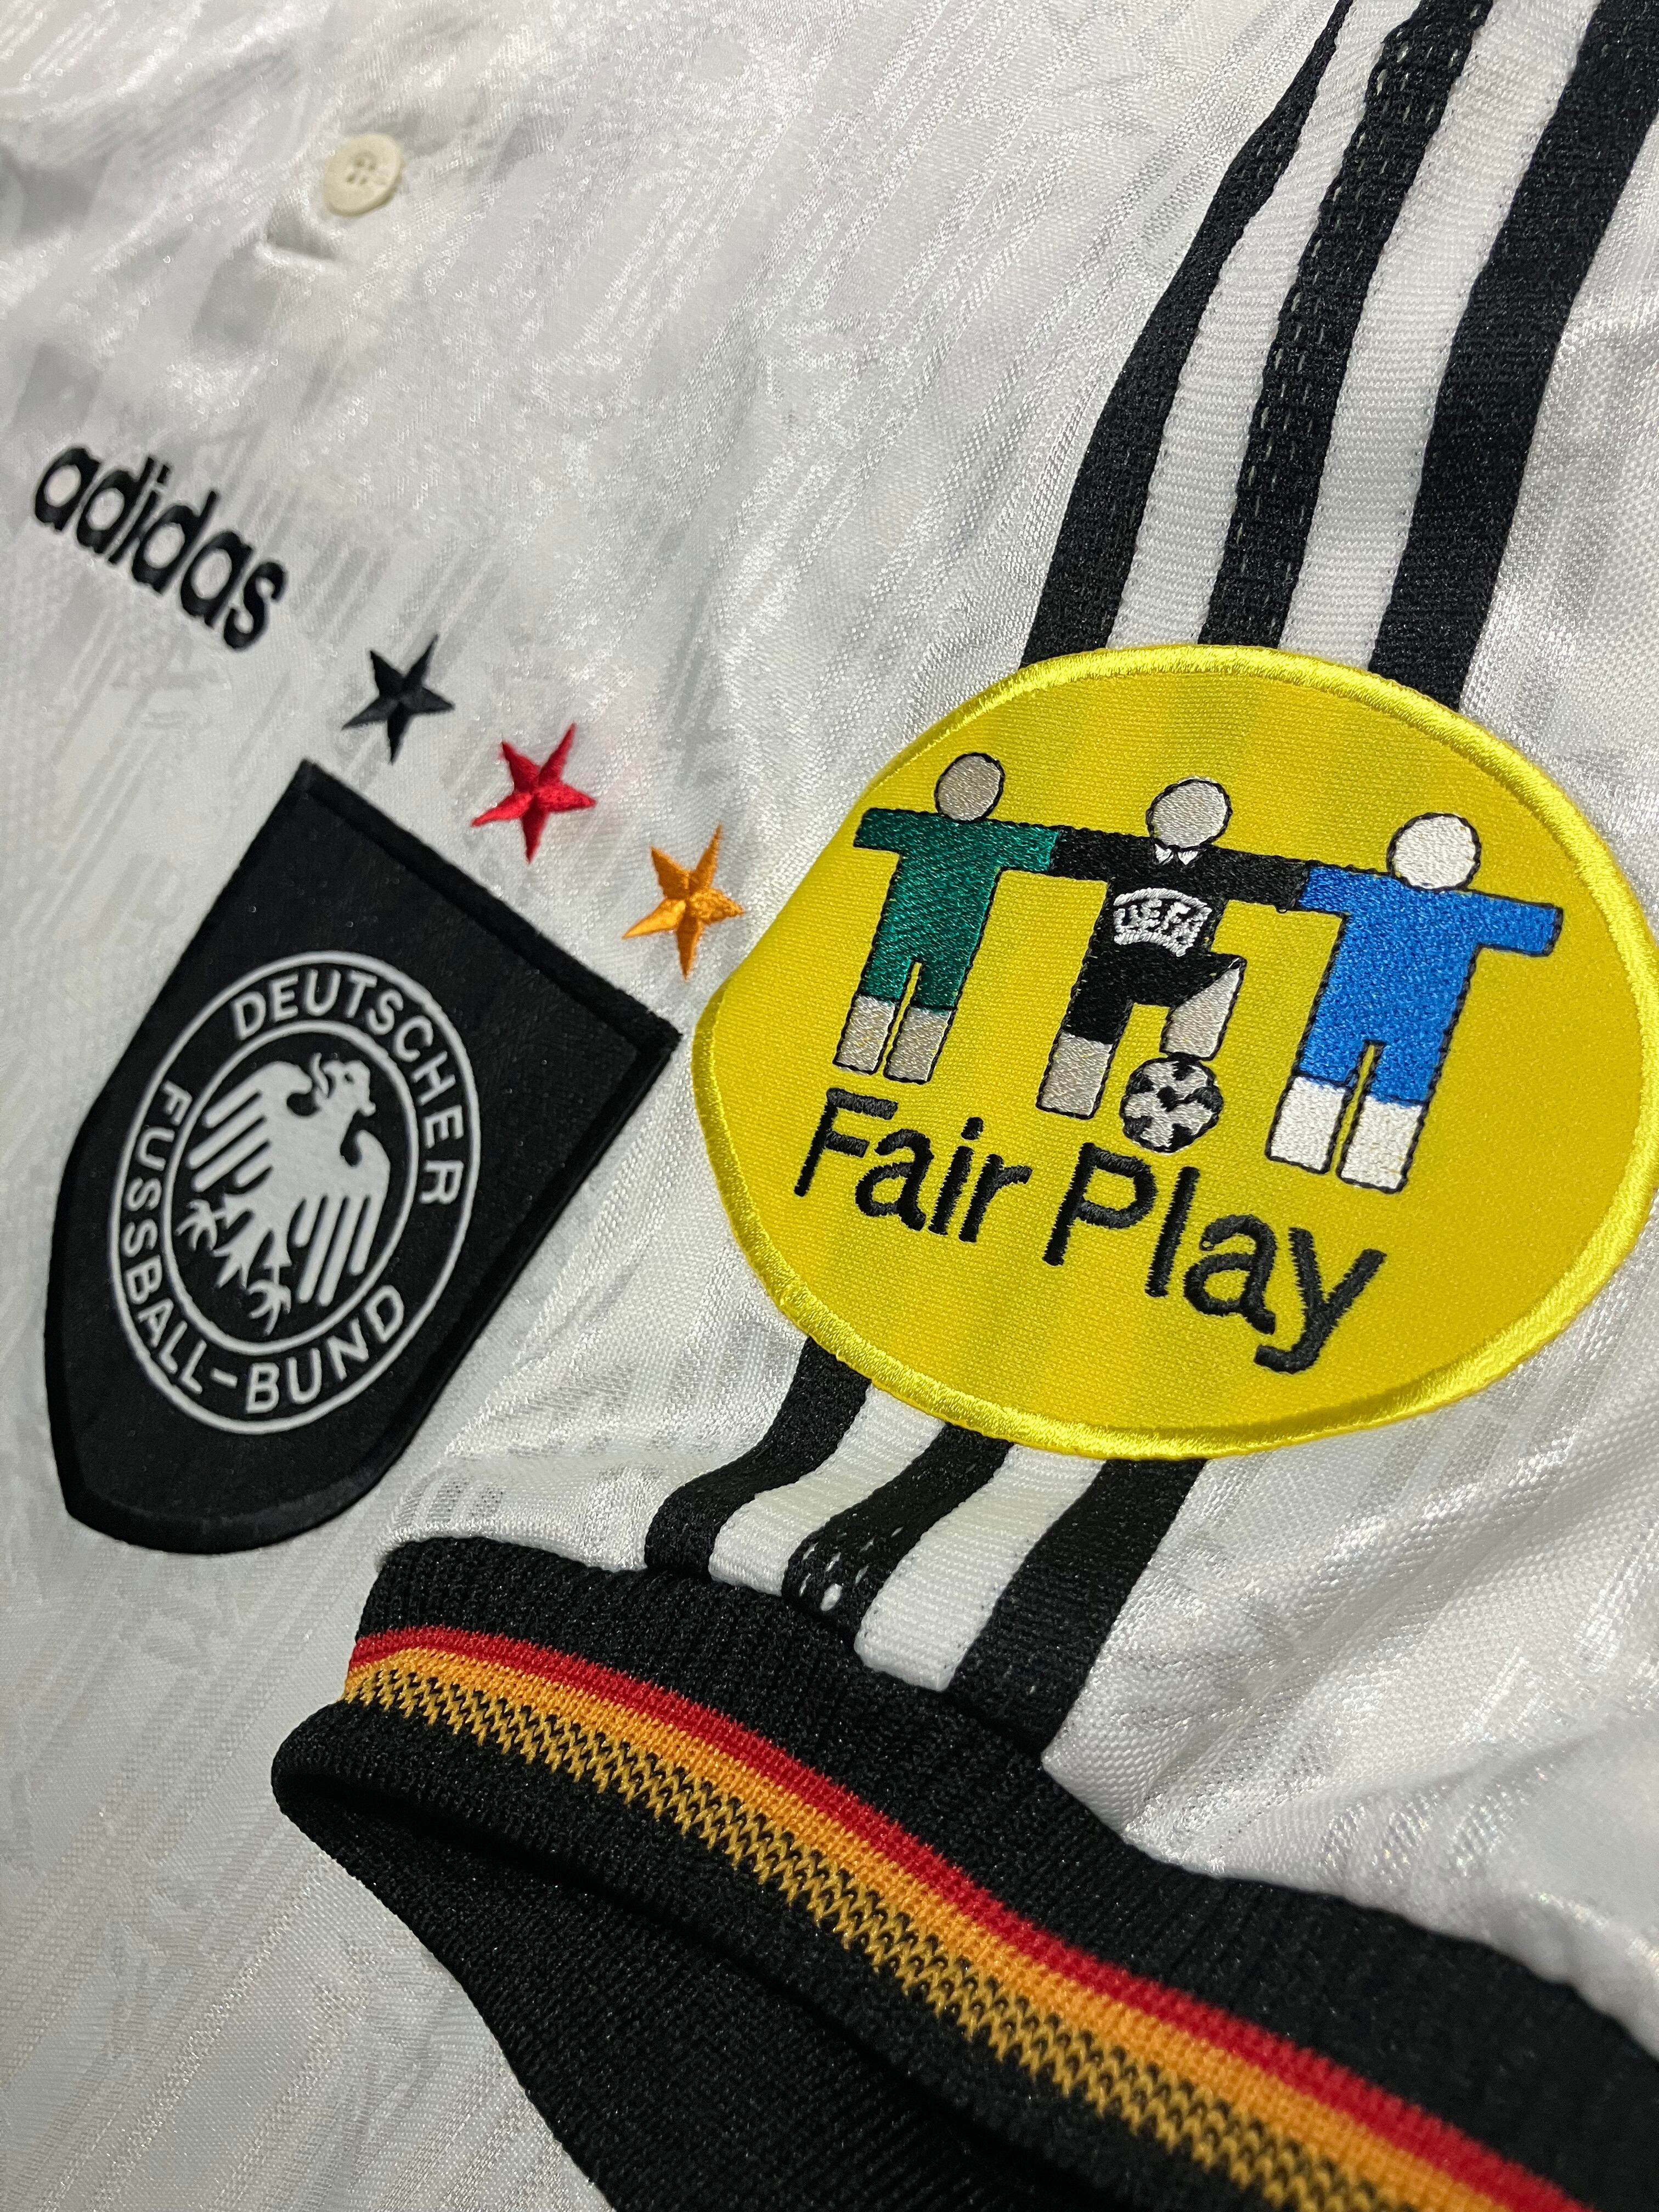 adidas
DEUTSCHER
FUSSBALL-BUND
UEFA
Fair Play